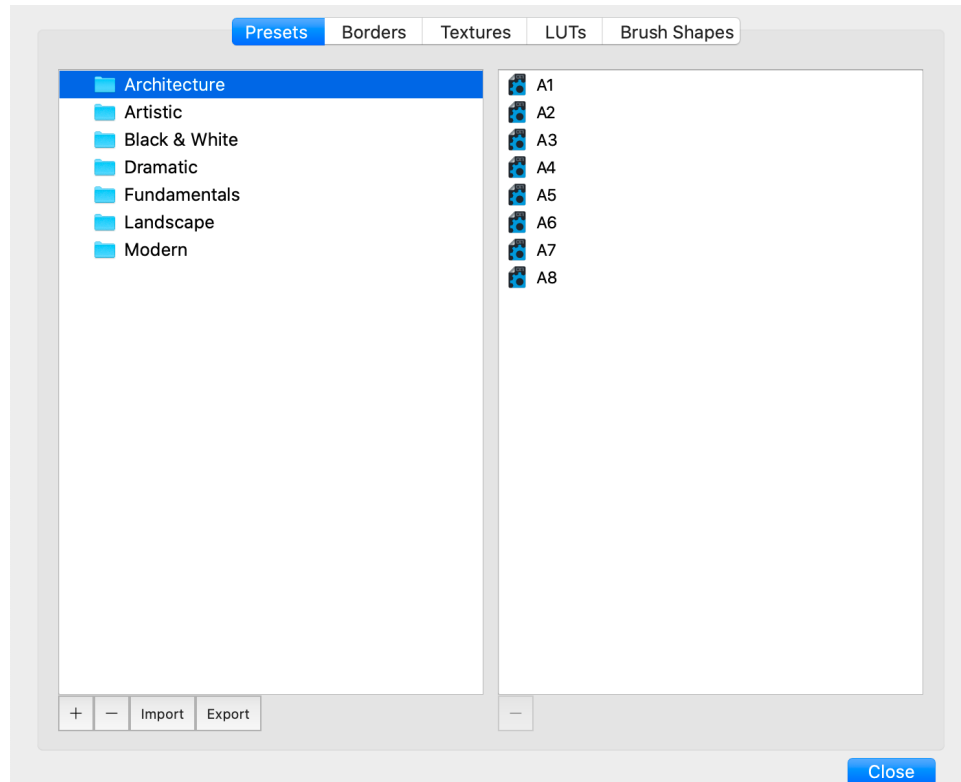 Presets Borders Textures LUTs Brush Shapes
Architecture
Artistic
Black & White
Dramatic
Fundamentals
Landscape
Modern
A1
A2
A3
A4
A5
A6
A7
A8
+ − Import Export
−
Close